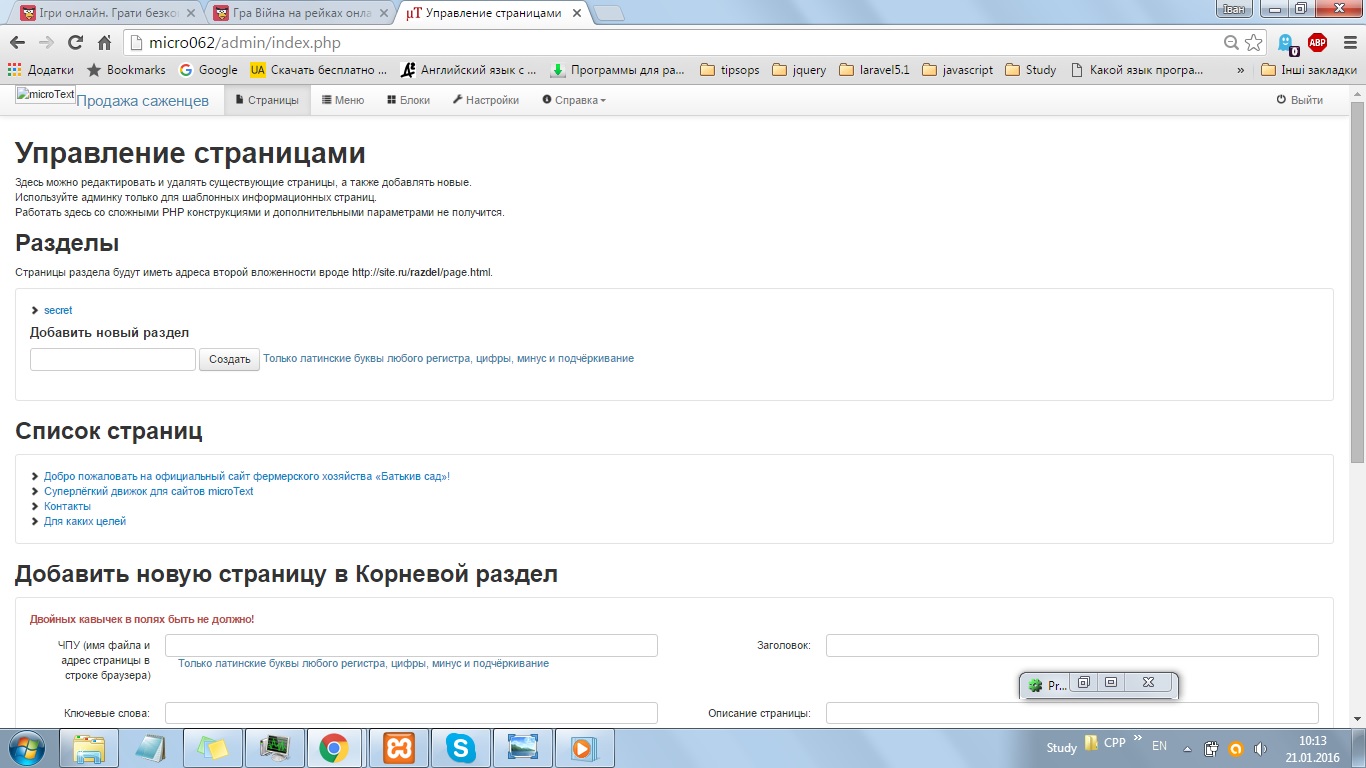 Ігри онлайн. Грати безко
Гра Війна на рейках онла
µT Управление страницами
Іван
micro062/admin/index.php
ABP
0
Додатки
Bookmarks
Google
UA Скачать бесплатно ...
Английский язык с ...
Программы для ра...
tipsops
jquery
laravel5.1
javascript
Study
Какой язык програ...
»
Інші закладки
microText
Продажа саженцев
Страницы
Меню
Блоки
Настройки
Справка
Выйти
Управление страницами
Здесь можно редактировать и удалять существующие страницы, а также добавлять новые.
Используйте админку только для шаблонных информационных страниц.
Работать здесь со сложными PHP конструкциями и дополнительными параметрами не получится.
Разделы
Страницы раздела будут иметь адреса второй вложенности вроде http://site.ru/razdel/page.html.
secret
Добавить новый раздел
Создать Только латинские буквы любого регистра, цифры, минус и подчёркивание
Список страниц
Добро пожаловать на официальный сайт фермерского хозяйства «Батькив сад»!
Суперлёгкий движок для сайтов microText
Контакты
Для каких целей
Добавить новую страницу в Корневой раздел
Двойных кавычек в полях быть не должно!
ЧПУ (имя файла и
адрес страницы в
строке браузера)
Только латинские буквы любого регистра, цифры, минус и подчёркивание
Заголовок:
Pr...
Ключевые слова:
Описание страницы:
Study
CPP
»
EN
10:13
21.01.2016